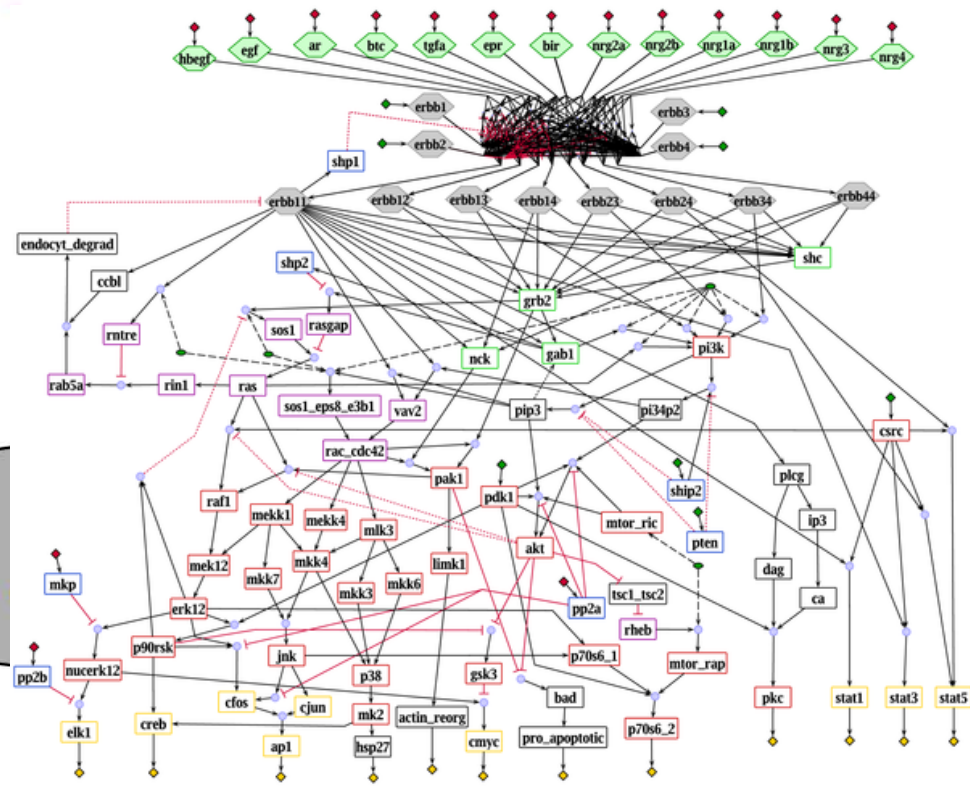 hbegf egf ar btc tgfa epr bir nrg2a nrg2b nrg1a nrg1b nrg3 nrg4
erbb1 erbb3
erbb2 erbb4
shp1
erbb11 erbb12 erbb13 erbb14 erbb23 erbb24 erbb34 erbb44
endocyt_degrad shc
shp2
ccbl
grb2
rntre sos1 rasgap
nck gab1 pi3k
rab5a rin1 ras
sos1_eps8_e3b1 vav2 pip3 pi34p2
csrc
rac_cdc42
pak1 plcg
raf1 pdk1 ship2
mekk1 mekk4 mtor_ric ip3
mlk3 pten
akt
mek12 mkk4 limk1 dag
mkp mkk7 mkk3 mkk6 tsc1_tsc2 ca
erk12 pp2a
rheb
p90rsk jnk p70s6_1
pp2b nucerk12 p38 gsk3 mtor_rap
cfos cjun bad pkc stat1 stat3 stat5
elk1 creb mk2 actin_reorg
ap1 hsp27 cmyc pro_apoptotic p70s6_2